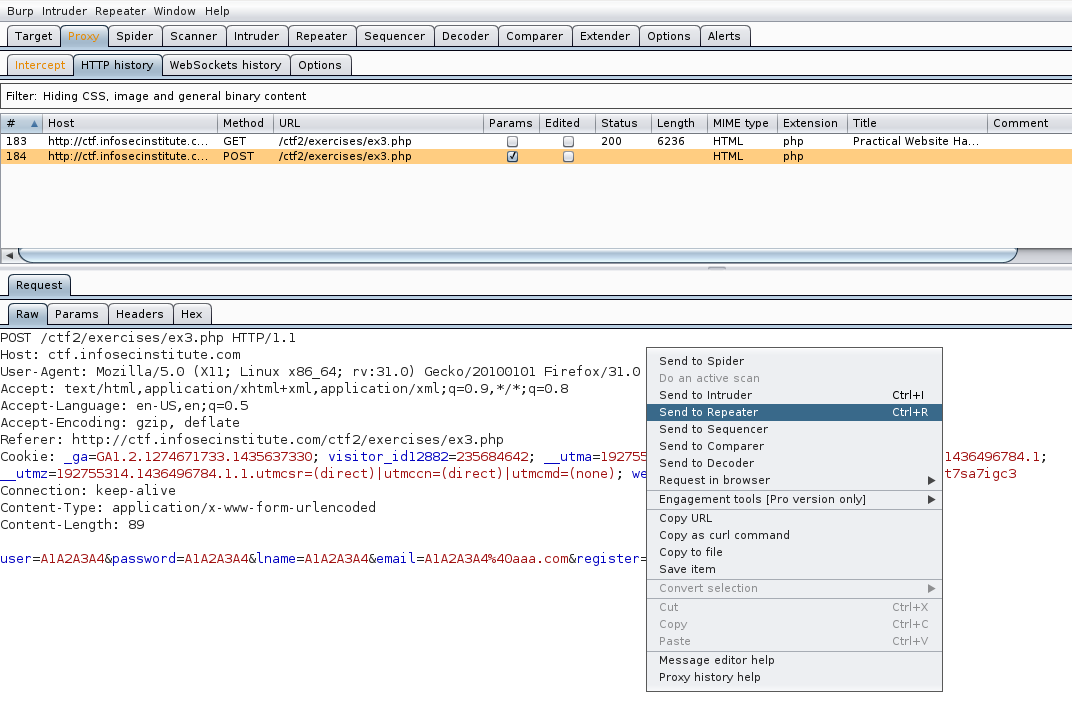 Burp Intruder Repeater Window Help
Target Proxy Spider Scanner Intruder Repeater Sequencer Decoder Comparer Extender Options Alerts
Intercept HTTP history WebSockets history Options
Filter: Hiding CSS, image and general binary content
# Host Method URL Params Edited Status Length MIME type Extension Title Comment
183 http://ctf.infosecinstitute.c... GET /ctf2/exercises/ex3.php 200 6236 HTML php Practical Website Ha...
184 http://ctf.infosecinstitute.c... POST /ctf2/exercises/ex3.php HTML php
Request
Raw Params Headers Hex
POST /ctf2/exercises/ex3.php HTTP/1.1
Host: ctf.infosecinstitute.com
User-Agent: Mozilla/5.0 (X11; Linux x86_64; rv:31.0) Gecko/20100101 Firefox/31.0
Accept: text/html,application/xhtml+xml,application/xml;q=0.9,*/*;q=0.8
Accept-Language: en-US,en;q=0.5
Accept-Encoding: gzip, deflate
Referer: http://ctf.infosecinstitute.com/ctf2/exercises/ex3.php
Cookie: _ga=GA1.2.1274671733.1435637330; visitor_id12882=235684642; __utma=192755 1436496784.1;
__utmz=192755314.1436496784.1.1.utmcsr=(direct)|utmccn=(direct)|utmcmd=(none); we t7sa7igc3
Connection: keep-alive
Content-Type: application/x-www-form-urlencoded
Content-Length: 89
user=A1A2A3A4&password=A1A2A3A4&lname=A1A2A3A4&email=A1A2A3A4%40aaa.com&register=
Send to Spider
Do an active scan
Send to Intruder Ctrl+I
Send to Repeater Ctrl+R
Send to Sequencer
Send to Comparer
Send to Decoder
Request in browser
Engagement tools [Pro version only]
Copy URL
Copy as curl command
Copy to file
Save item
Convert selection
Cut Ctrl+X
Copy Ctrl+C
Paste Ctrl+V
Message editor help
Proxy history help